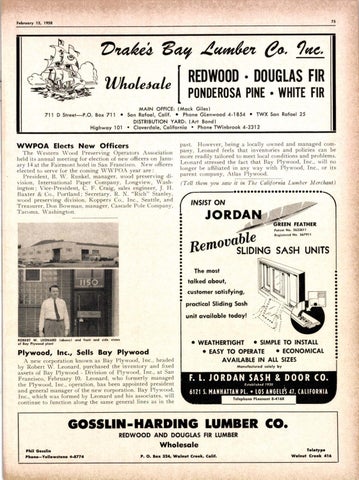 February 15, 1958
75
Drake's Bay Lumber Co. Inc.
Wholesale
REDWOOD · DOUGLAS FIR
PONDEROSA PINE · WHITE FIR
MAIN OFFICE: (Mack Giles)
711 D Street—P.O. Box 711 • San Rafael, Calif. • Phone Glenwood 4-1854 • TWX San Rafael 25
DISTRIBUTION YARD: (Art Bond)
Highway 101 • Cloverdale, California • Phone TWinbrook 4-3312
WWPOA Elects New Officers
The Western Wood Preserving Operators Association
held its annual meeting for election of new officers on Janu-
ary 14 at the Fairmont hotel in San Francisco. New officers
elected to serve for the coming WWPOA year are:
President, B. W. Runkel, manager, wood preserving di-
vision, International Paper Company, Longview, Wash-
ington; Vice-President, C. F. Craig, sales engineer, J. H.
Baxter & Co., Portland; Secretary, R. X. "Rich" Stanley,
wood preserving division, Koppers Co., Inc., Seattle, and
Treasurer, Don Bowman, manager, Cascade Pole Company,
Tacoma, Washington.
1150
ROBERT W. LEONARD (above) and front and side views
of Bay Plywood plant
Plywood, Inc., Sells Bay Plywood
A new corporation known as Bay Plywood, Inc., headed
by Robert W. Leonard, purchased the inventory and fixed
assets of Bay Plywood - Division of Plywood, Inc., at San
Francisco, February 10. Leonard, who formerly managed
the Plywood, Inc., operation, has been appointed president
and general manager of the new corporation. Bay Plywood,
Inc., which was formed by Leonard and his associates, will
continue to function along the same general lines as in the
past. However, being a locally owned and managed com-
pany, Leonard feels that inventories and policies can be
more readily tailored to meet local conditions and problems.
Leonard stressed the fact that Bay Plywood, Inc., will no
longer be affiliated in any way with Plywood, Inc., or its
parent company, Atlas Plywood.
(Tell them you saw it in The California Lumber Merchant)
INSIST ON
JORDAN
GREEN FEATHER
Removable
SLIDING SASH UNITS
The most
talked about,
customer satisfying,
practical Sliding Sash
unit available today!
• WEATHERTIGHT • SIMPLE TO INSTALL
• EASY TO OPERATE • ECONOMICAL
AVAILABLE IN ALL SIZES
Manufactured solely by
F. L. JORDAN SASH & DOOR CO.
Established 1920
6121 S. MANHATTAN PL. • LOS ANGELES 47, CALIFORNIA
Telephone PLeasant 8-4168
GOSSLIN-HARDING LUMBER CO.
REDWOOD AND DOUGLAS FIR LUMBER
Wholesale
Phil Gosslin
Phone—Yellowstone 4-8774
P. O. Box 324, Walnut Creek, Calif.
Teletype
Walnut Creek 416